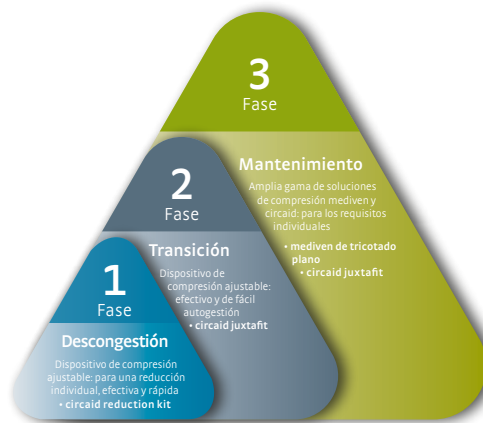 3
Fase
Mantenimiento
Amplia gama de soluciones
de compresión mediven y
circaid: para los requisitos
individuales
• mediven de tricotado
plano
• circaid juxtafit
2
Fase
Transición
Dispositivo de
compresión ajustable:
efectivo y de fácil
autogestión
• circaid juxtafit
1
Fase
Descongestión
Dispositivo de compresión
ajustable: para una reducción
individual, efectiva y rápida
• circaid reduction kit